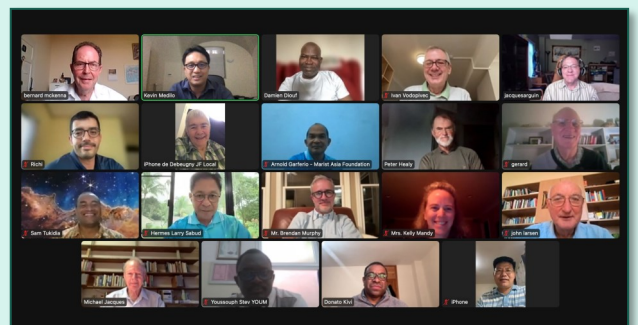 bernard mckenna
Kevin Medilo
Damien Diouf
Ivan Vodopivec
jacquesarguin
Richi
iPhone de Debeugny JF Local
Arnold Garferio - Marist Asia Foundation
Peter Healy
gerard
Sam Tukidia
Hermes Larry Sabud
Mr. Brendan Murphy
Mrs. Kelly Mandy
john larsen
Michael Jacques
Youssouph Stev YOUM
Donato Kivi
iPhone